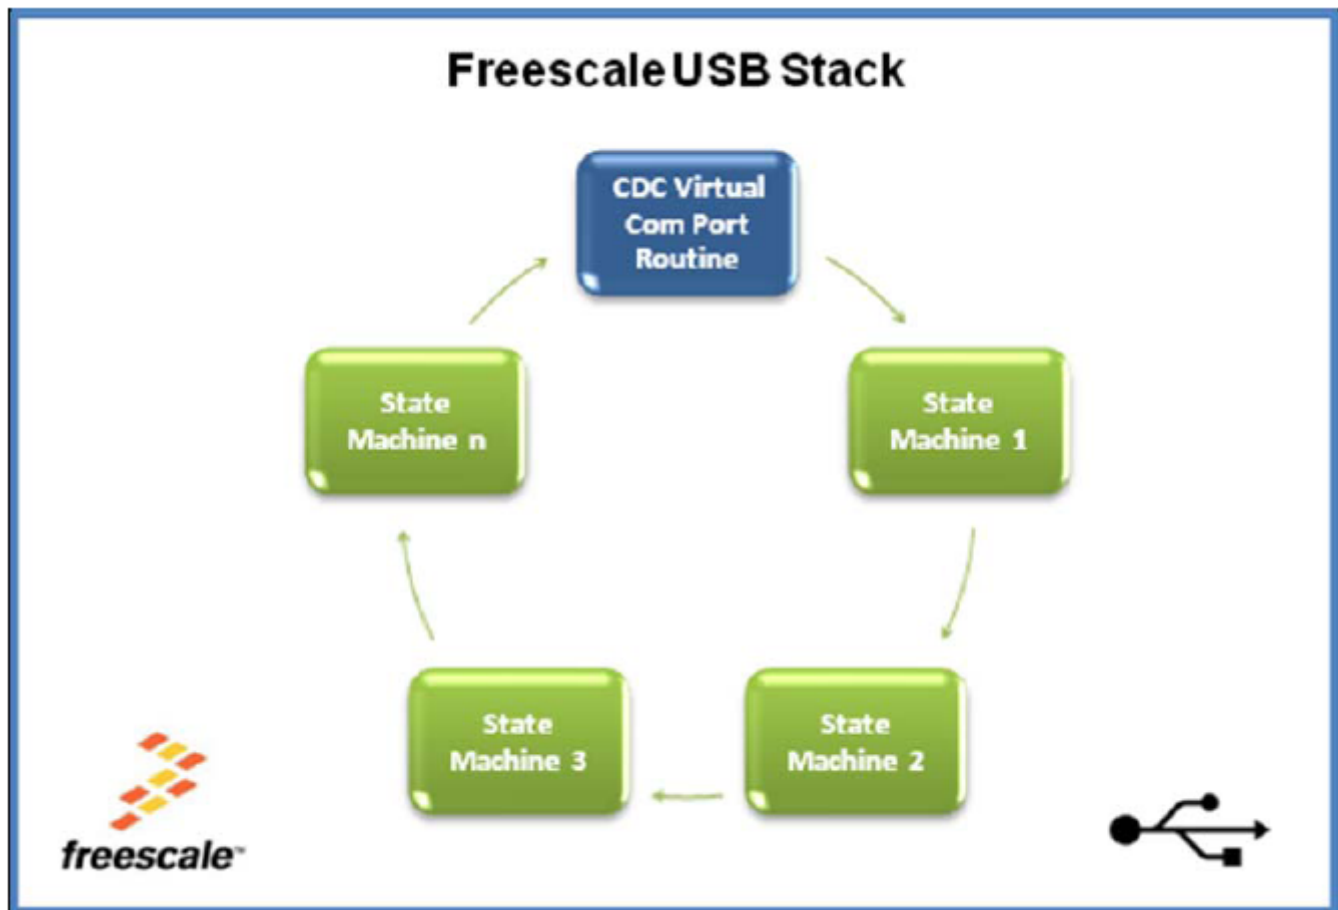 Freescale USB Stack
CDC Virtual
Com Port
Routine
State
Machine n
State
Machine 1
State
Machine 3
State
Machine 2
freescale™